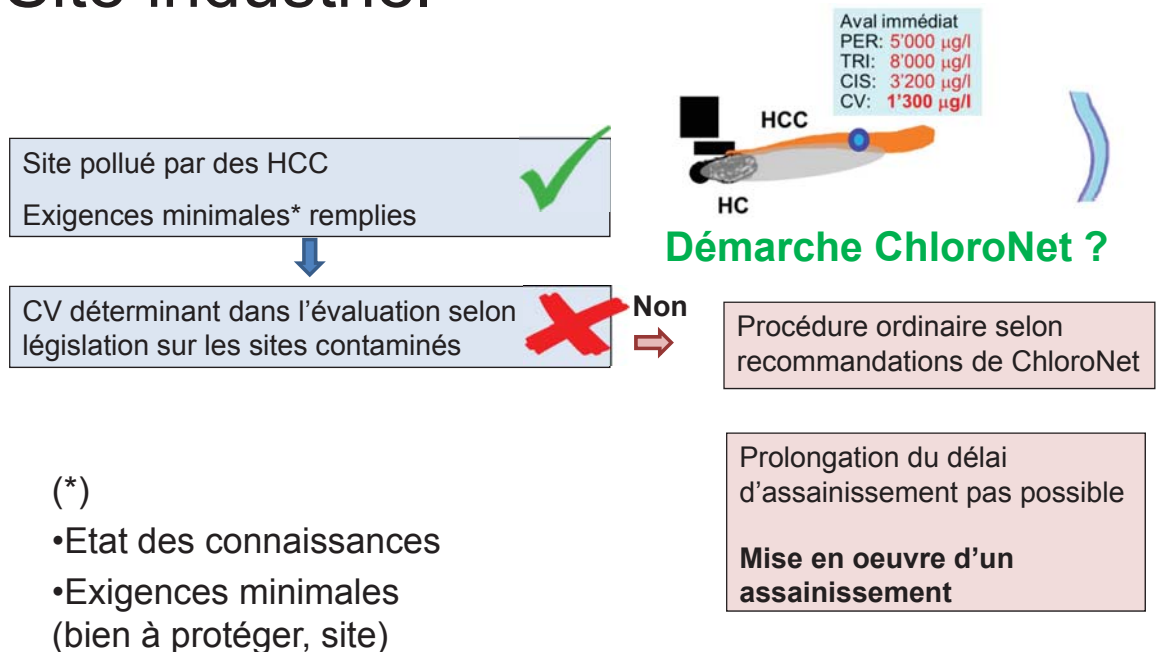 Aval immédiat
PER: 5'000 µg/l
TRI: 8'000 µg/l
CIS: 3'200 µg/l
CV: 1'300 µg/l
HCC
HC
Site pollué par des HCC
Exigences minimales* remplies
Démarche ChloroNet ?
CV déterminant dans l'évaluation selon
législation sur les sites contaminés
Non
Procédure ordinaire selon
recommandations de ChloroNet
Prolongation du délai
d'assainissement pas possible
Mise en oeuvre d'un
assainissement
(*)
•Etat des connaissances
•Exigences minimales
(bien à protéger, site)